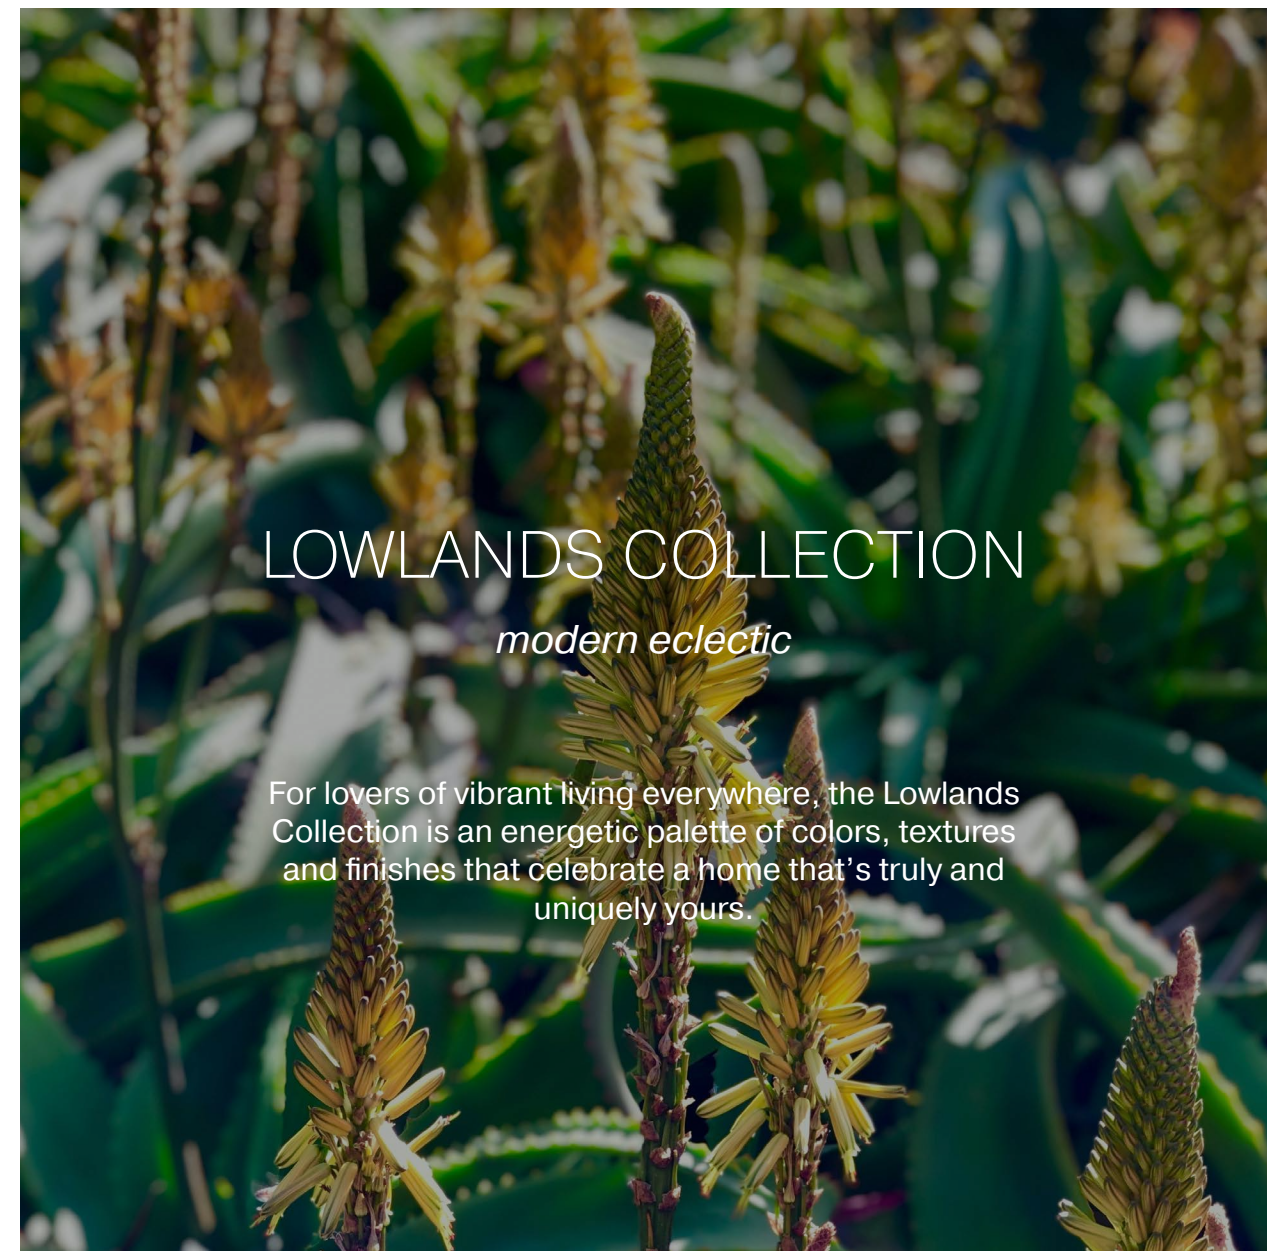 LOWLANDS COLLECTION
modern eclectic
For lovers of vibrant living everywhere, the Lowlands
Collection is an energetic palette of colors, textures
and finishes that celebrate a home that’s truly and
uniquely yours.